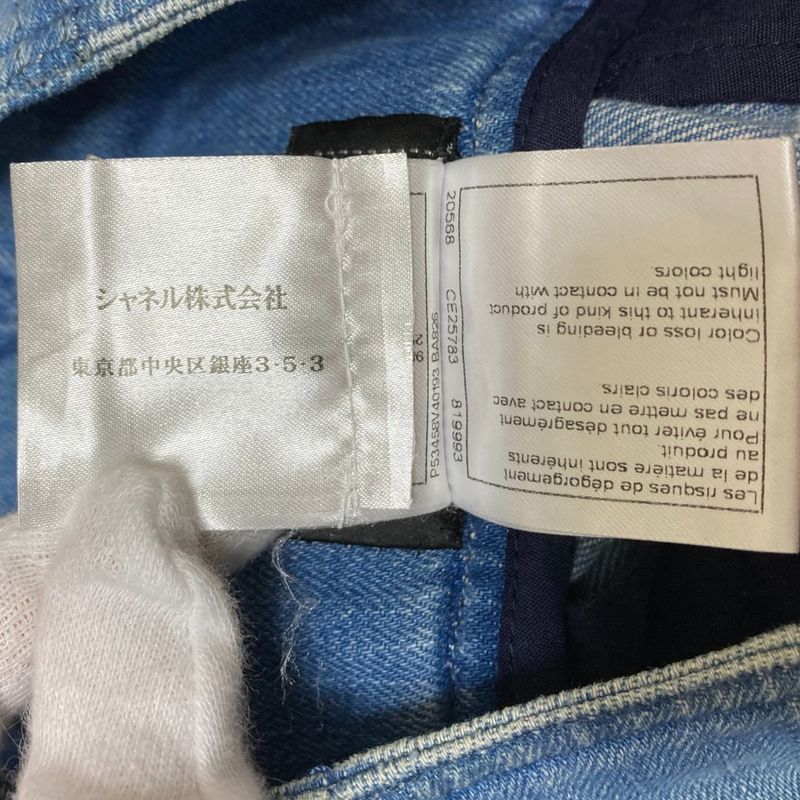 シャネル株式会社
東京都中央区銀座3-5-3
P53458V40193 BA826
20568 CE25783 819993
Les risques de dégorgement
de la matière sont inhérents
au produit.
Pour éviter tout désagrément
ne pas mettre en contact avec
des coloris clairs.
Color loss or bleeding is
inherant to this kind of product
Must not be in contact with
light colors.